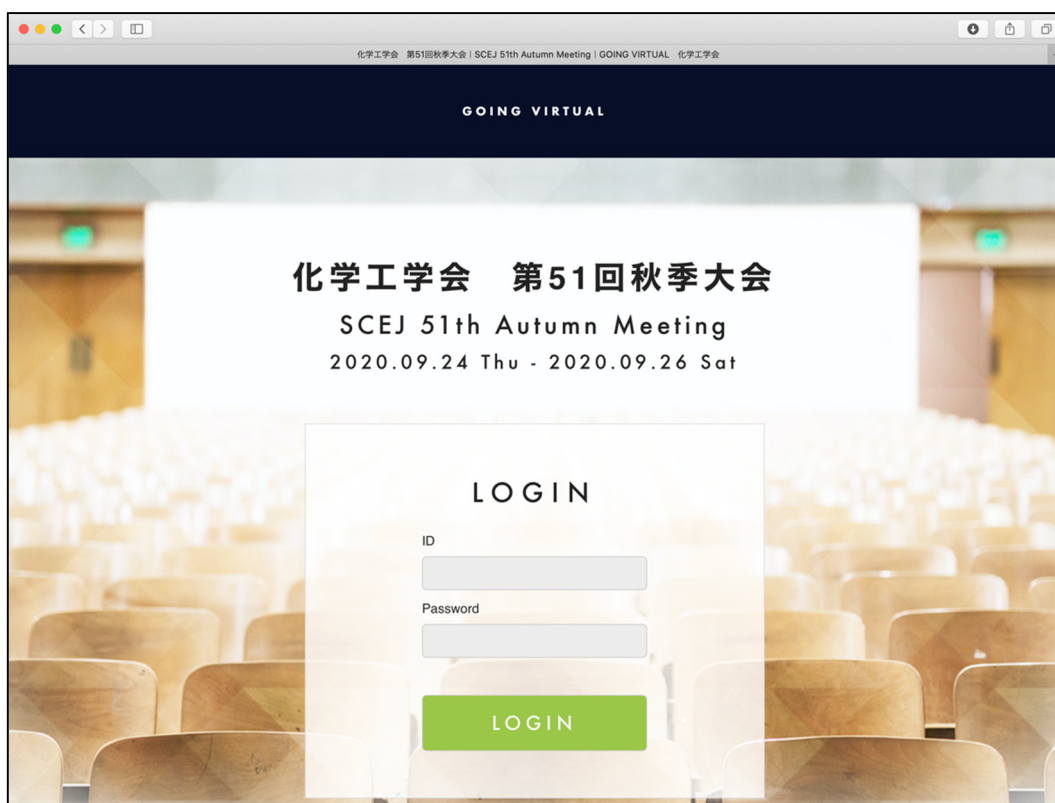 化学工学会　第51回秋季大会 | SCEJ 51th Autumn Meeting | GOING VIRTUAL　化学工学会
GOING VIRTUAL
化学工学会　第51回秋季大会
SCEJ 51th Autumn Meeting
2020.09.24 Thu - 2020.09.26 Sat
LOGIN
ID
Password
LOGIN